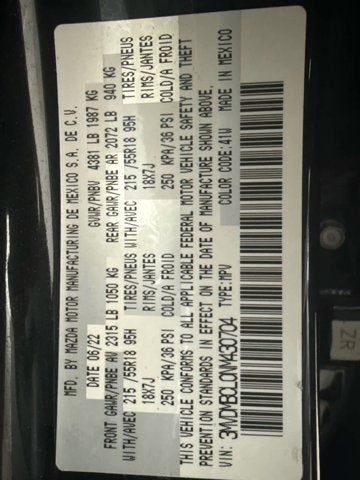 MFD. BY MAZDA MOTOR MANUFACTURING DE MEXICO S.A. DE C.V.
DATE 06/22 GVWR/PNBV 4381 LB 1987 KG
FRONT GAWR/PNBE AV 2315 LB 1050 KG REAR GAWR/PNBE AR 2072 LB 940 KG
WITH/AVEC 215 /55R18 95H TIRES/PNEUS WITH/AVEC 215 /55R18 95H TIRES/PNEUS
18X7J RIMS/JANTES 18X7J RIMS/JANTES
250 KPA/36 PSI COLD/A FROID 250 KPA/36 PSI COLD/A FROID
THIS VEHICLE CONFORMS TO ALL APPLICABLE FEDERAL MOTOR VEHICLE SAFETY AND THEFT
PREVENTION STANDARDS IN EFFECT ON THE DATE OF MANUFACTURE SHOWN ABOVE.
COLOR CODE: 41W MADE IN MEXICO
VIN: TYPE: MPV
ZR